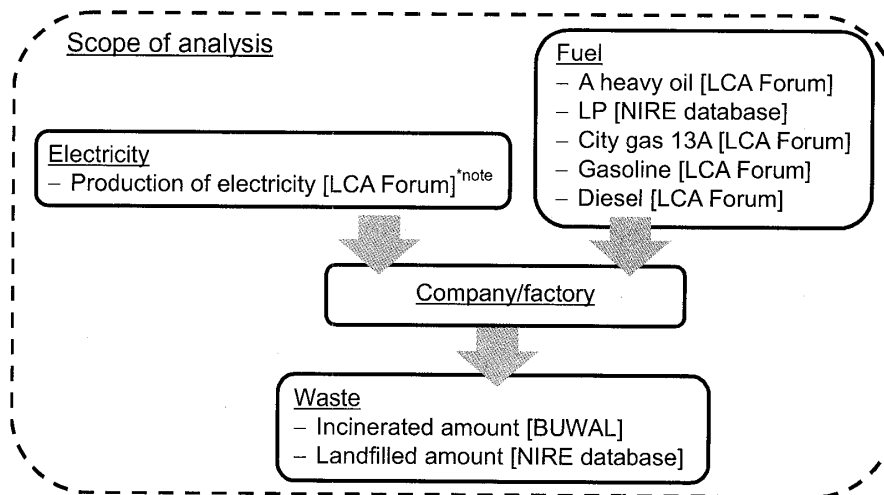 Scope of analysis
Fuel
– A heavy oil [LCA Forum]
– LP [NIRE database]
– City gas 13A [LCA Forum]
– Gasoline [LCA Forum]
– Diesel [LCA Forum]
Electricity
– Production of electricity [LCA Forum]*note
Company/factory
Waste
– Incinerated amount [BUWAL]
– Landfilled amount [NIRE database]